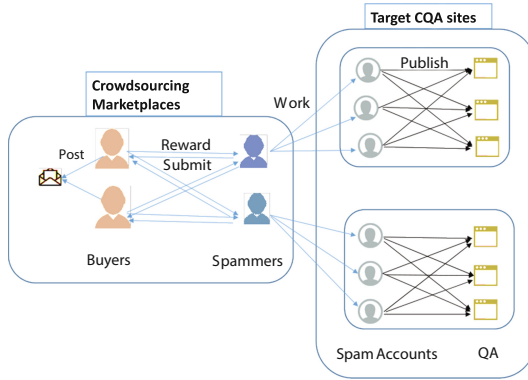 Target CQA sites
Crowdsourcing
Marketplaces
Publish
Work
Post
Reward
Submit
Buyers
Spammers
Spam Accounts
QA